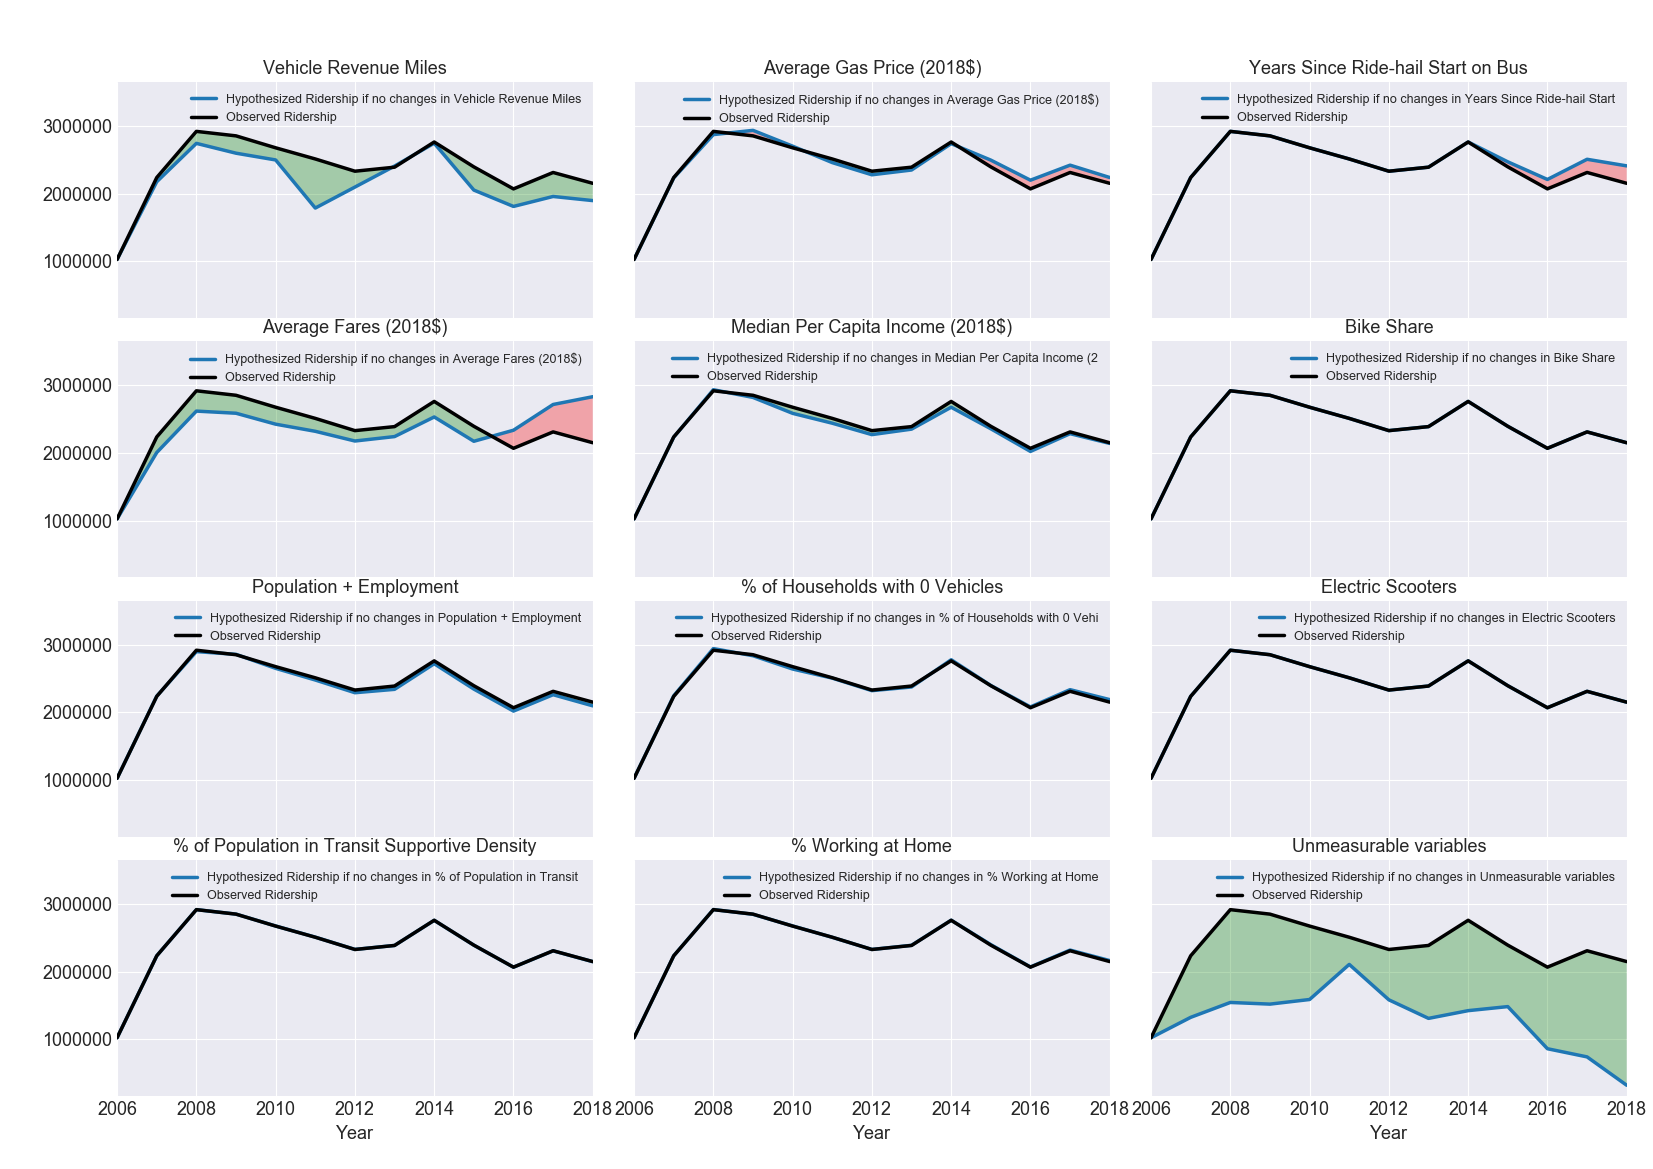 Vehicle Revenue Miles
Hypothesized Ridership if no changes in Vehicle Revenue Miles
Observed Ridership
3000000
2000000
1000000
Average Gas Price (2018$)
Hypothesized Ridership if no changes in Average Gas Price (2018$)
Observed Ridership
Years Since Ride-hail Start on Bus
Hypothesized Ridership if no changes in Years Since Ride-hail Start
Observed Ridership
Average Fares (2018$)
Hypothesized Ridership if no changes in Average Fares (2018$)
Observed Ridership
3000000
2000000
1000000
Median Per Capita Income (2018$)
Hypothesized Ridership if no changes in Median Per Capita Income (2
Observed Ridership
Bike Share
Hypothesized Ridership if no changes in Bike Share
Observed Ridership
Population + Employment
Hypothesized Ridership if no changes in Population + Employment
Observed Ridership
3000000
2000000
1000000
% of Households with 0 Vehicles
Hypothesized Ridership if no changes in % of Households with 0 Vehi
Observed Ridership
Electric Scooters
Hypothesized Ridership if no changes in Electric Scooters
Observed Ridership
% of Population in Transit Supportive Density
Hypothesized Ridership if no changes in % of Population in Transit
Observed Ridership
3000000
2000000
1000000
2006 2008 2010 2012 2014 2016 2018
Year
% Working at Home
Hypothesized Ridership if no changes in % Working at Home
Observed Ridership
2006 2008 2010 2012 2014 2016 2018
Year
Unmeasurable variables
Hypothesized Ridership if no changes in Unmeasurable variables
Observed Ridership
2006 2008 2010 2012 2014 2016 2018
Year